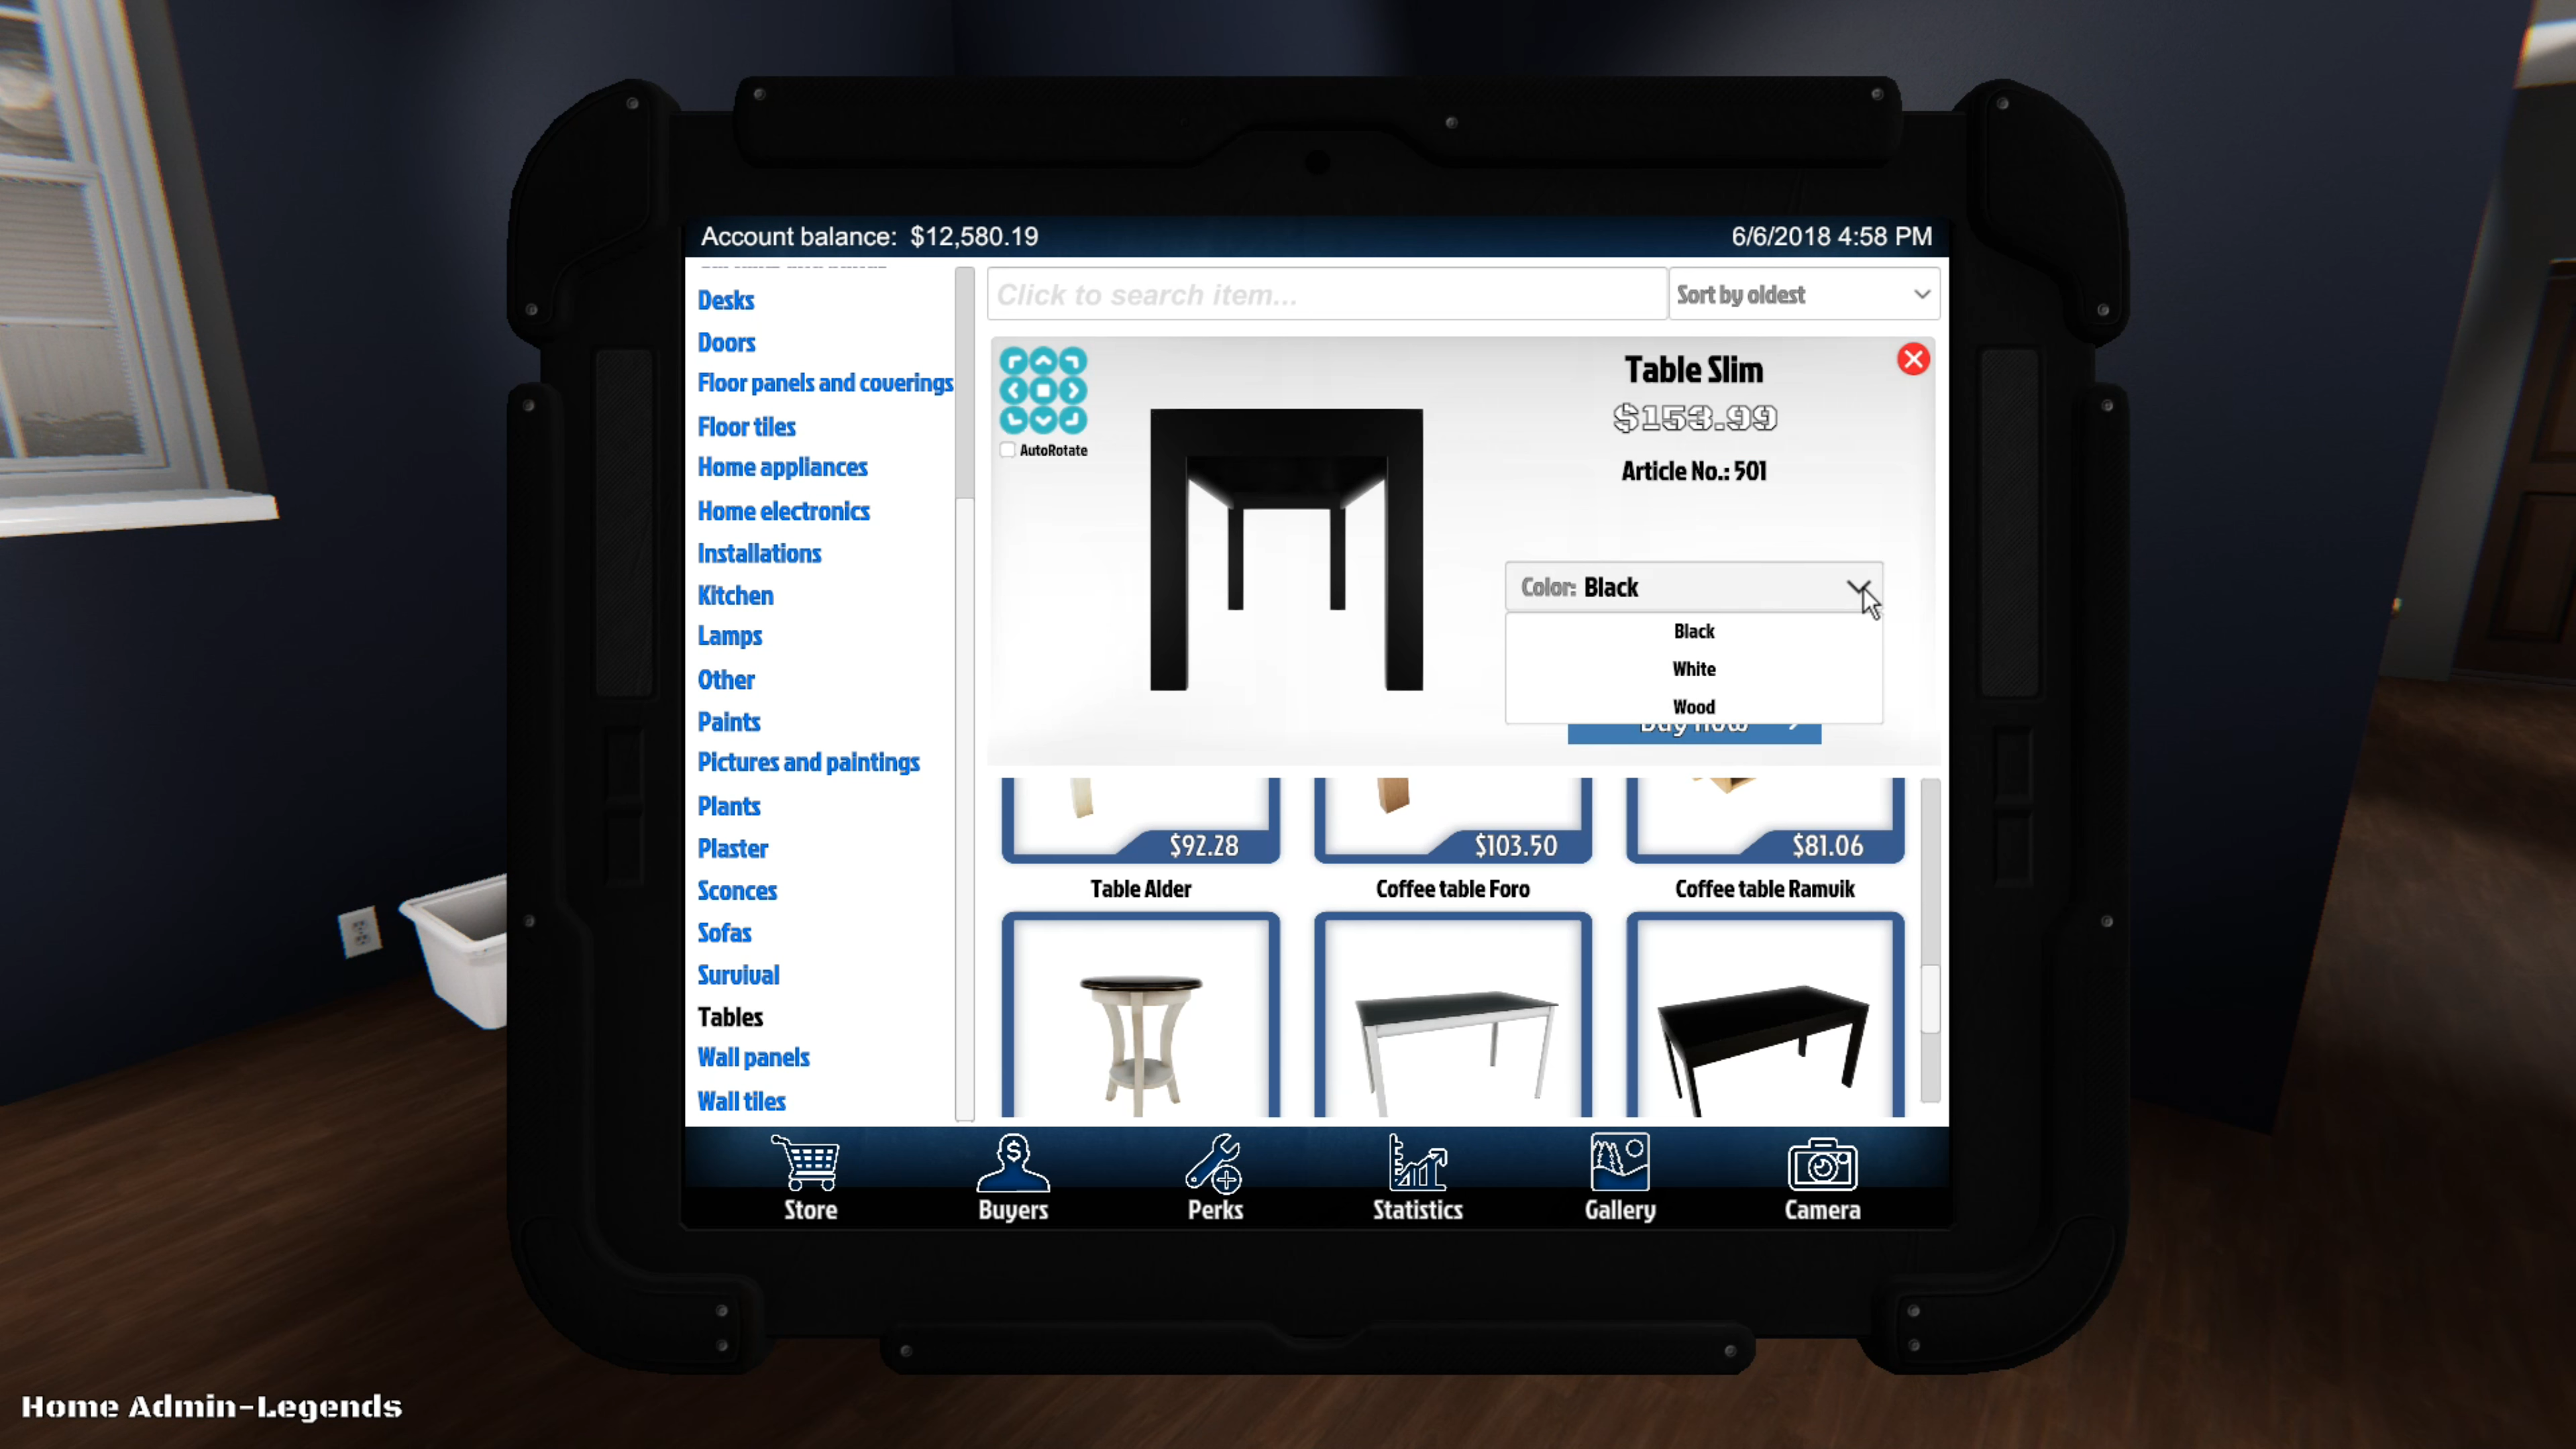 Account balance: $12,580.19
6/6/2018 4:58 PM
Desks
Doors
Floor panels and coverings
Floor tiles
Home appliances
Home electronics
Installations
Kitchen
Lamps
Other
Paints
Pictures and paintings
Plants
Plaster
Sconces
Sofas
Survival
Tables
Wall panels
Wall tiles
Click to search item...
Sort by oldest
AutoRotate
Table Slim
$153.99
Article No.: 501
Color: Black
Black
White
Wood
Buy now
$92.28
$103.50
$81.06
Table Alder
Coffee table Foro
Coffee table Ramvik
Store
Buyers
Perks
Statistics
Gallery
Camera
Home Admin-Legends